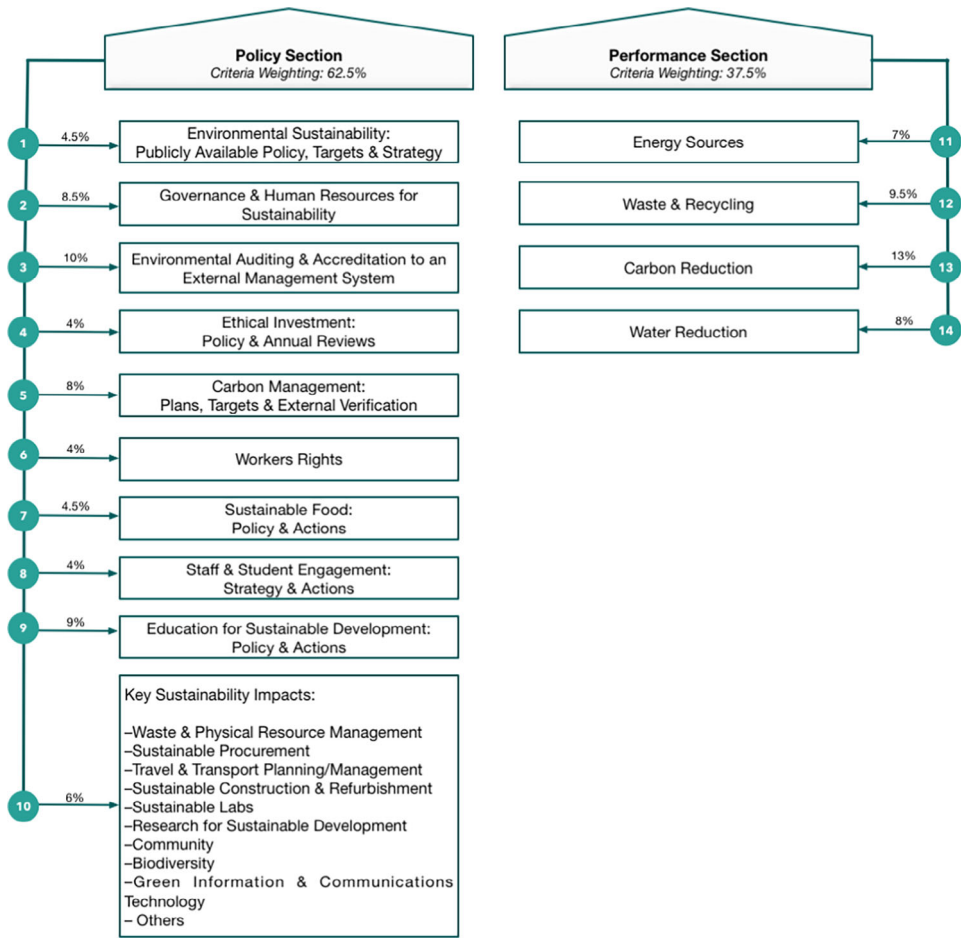 Policy Section
Criteria Weighting: 62.5%
1
4.5%
Environmental Sustainability:
Publicly Available Policy, Targets & Strategy
2
8.5%
Governance & Human Resources for
Sustainability
3
10%
Environmental Auditing & Accreditation to an
External Management System
4
4%
Ethical Investment:
Policy & Annual Reviews
5
8%
Carbon Management:
Plans, Targets & External Verification
6
4%
Workers Rights
7
4.5%
Sustainable Food:
Policy & Actions
8
4%
Staff & Student Engagement:
Strategy & Actions
9
9%
Education for Sustainable Development:
Policy & Actions
10
6%
Key Sustainability Impacts:
–Waste & Physical Resource Management
–Sustainable Procurement
–Travel & Transport Planning/Management
–Sustainable Construction & Refurbishment
–Sustainable Labs
–Research for Sustainable Development
–Community
–Biodiversity
–Green Information & Communications
Technology
– Others
Performance Section
Criteria Weighting: 37.5%
Energy Sources
7%
11
Waste & Recycling
9.5%
12
Carbon Reduction
13%
13
Water Reduction
8%
14